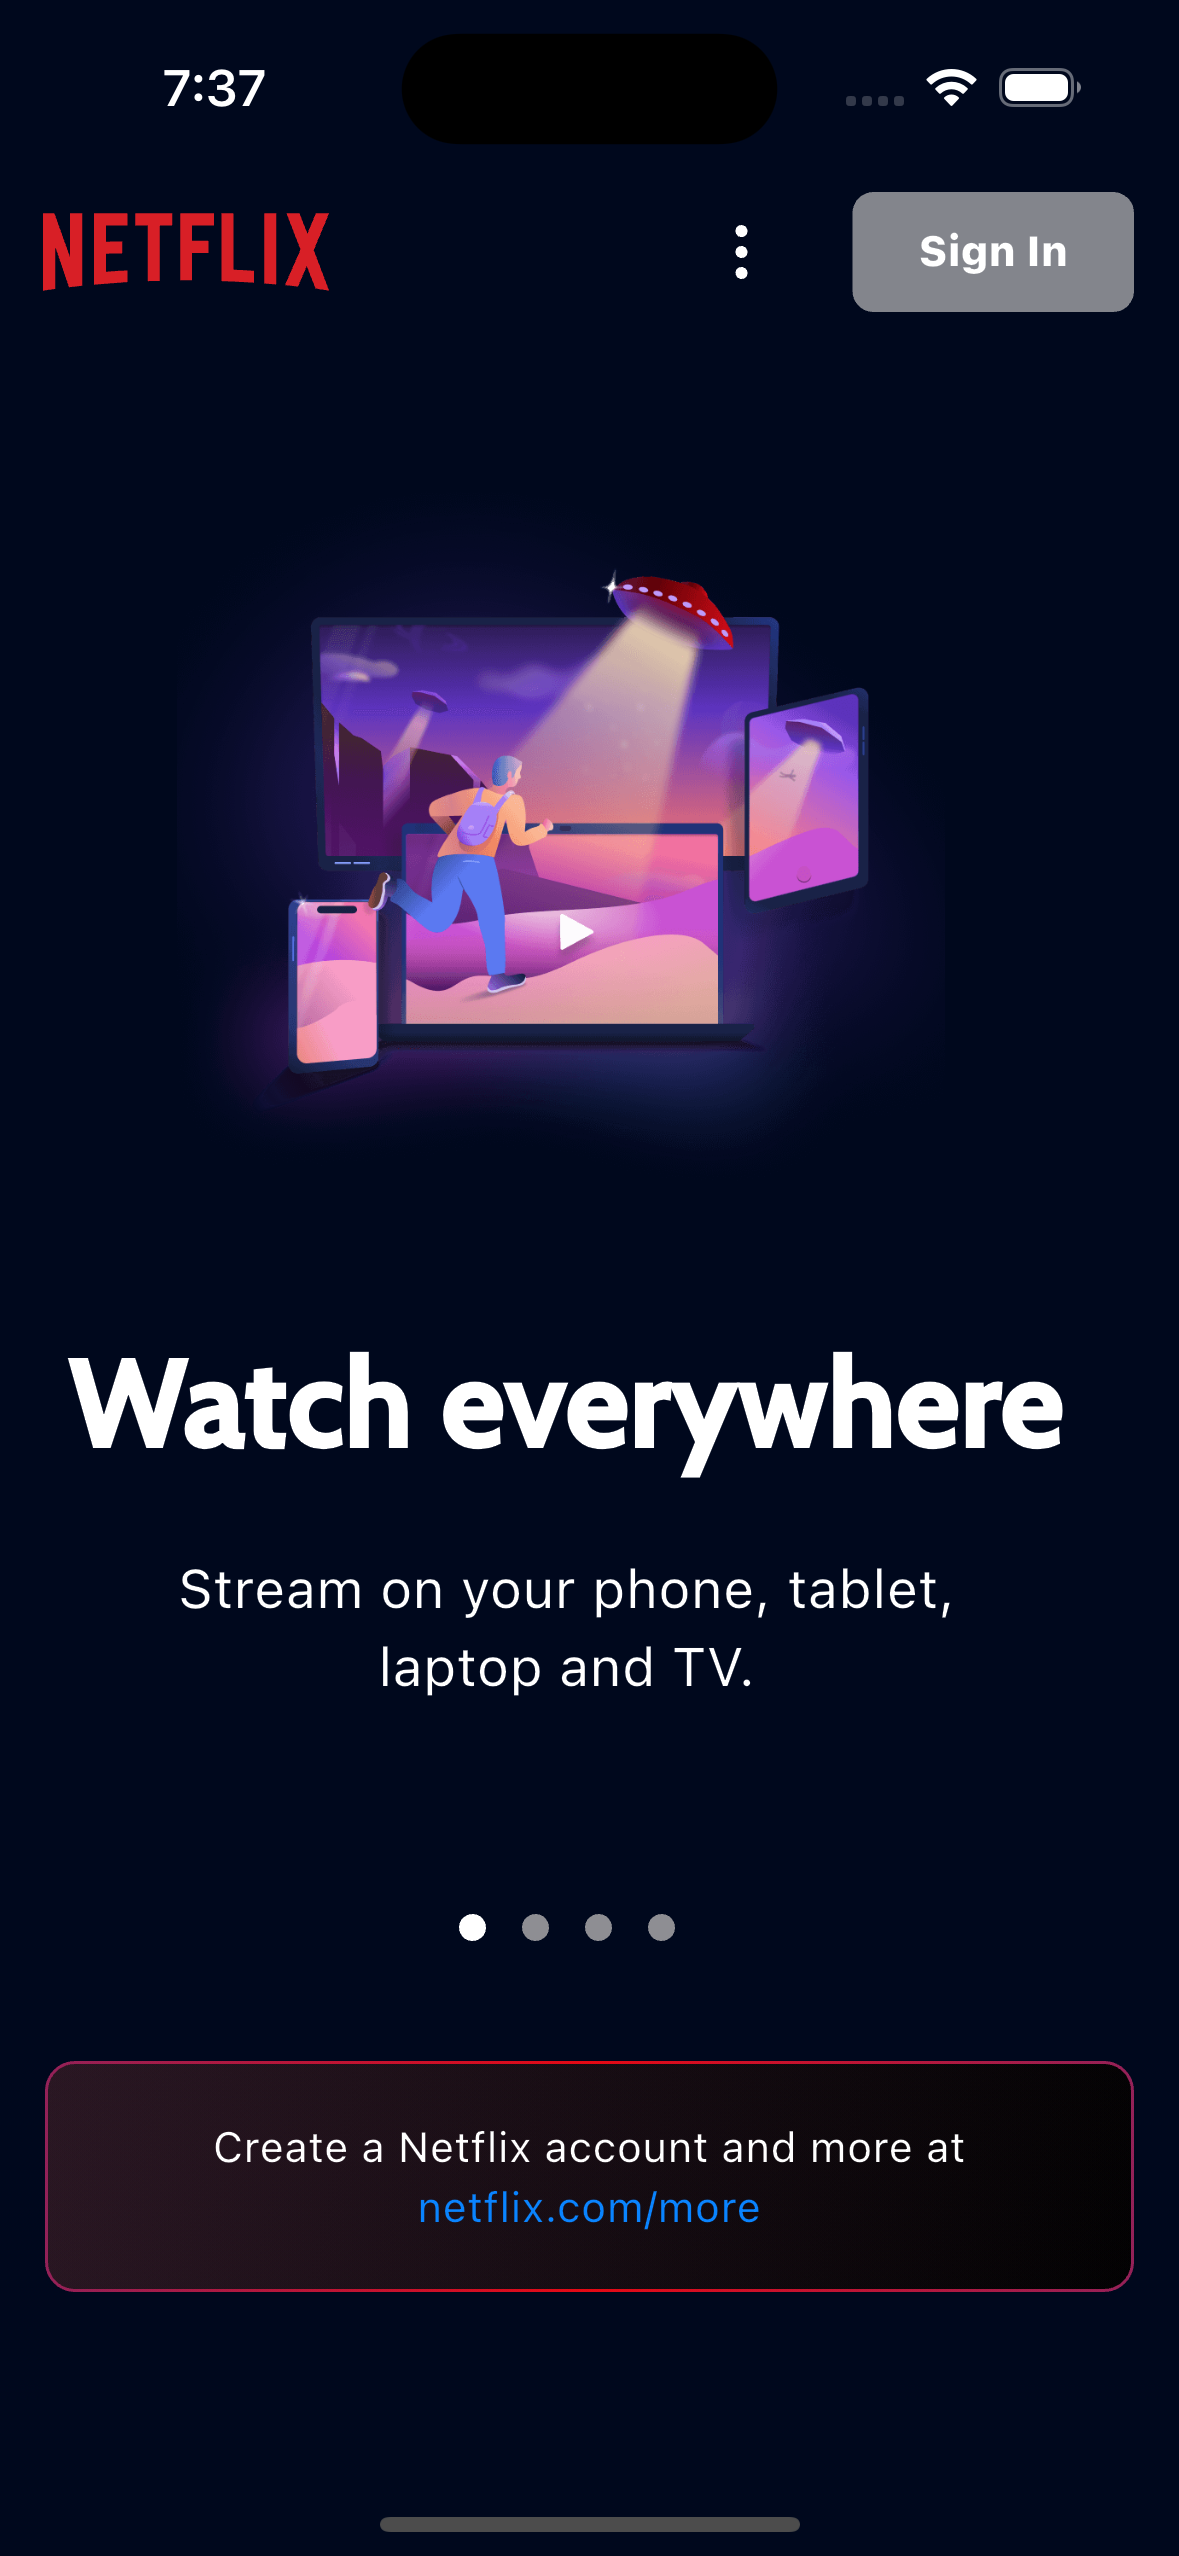 7:37
NETFLIX
Sign In
Watch everywhere
Stream on your phone, tablet,
laptop and TV.
Create a Netflix account and more at
netflix.com/more